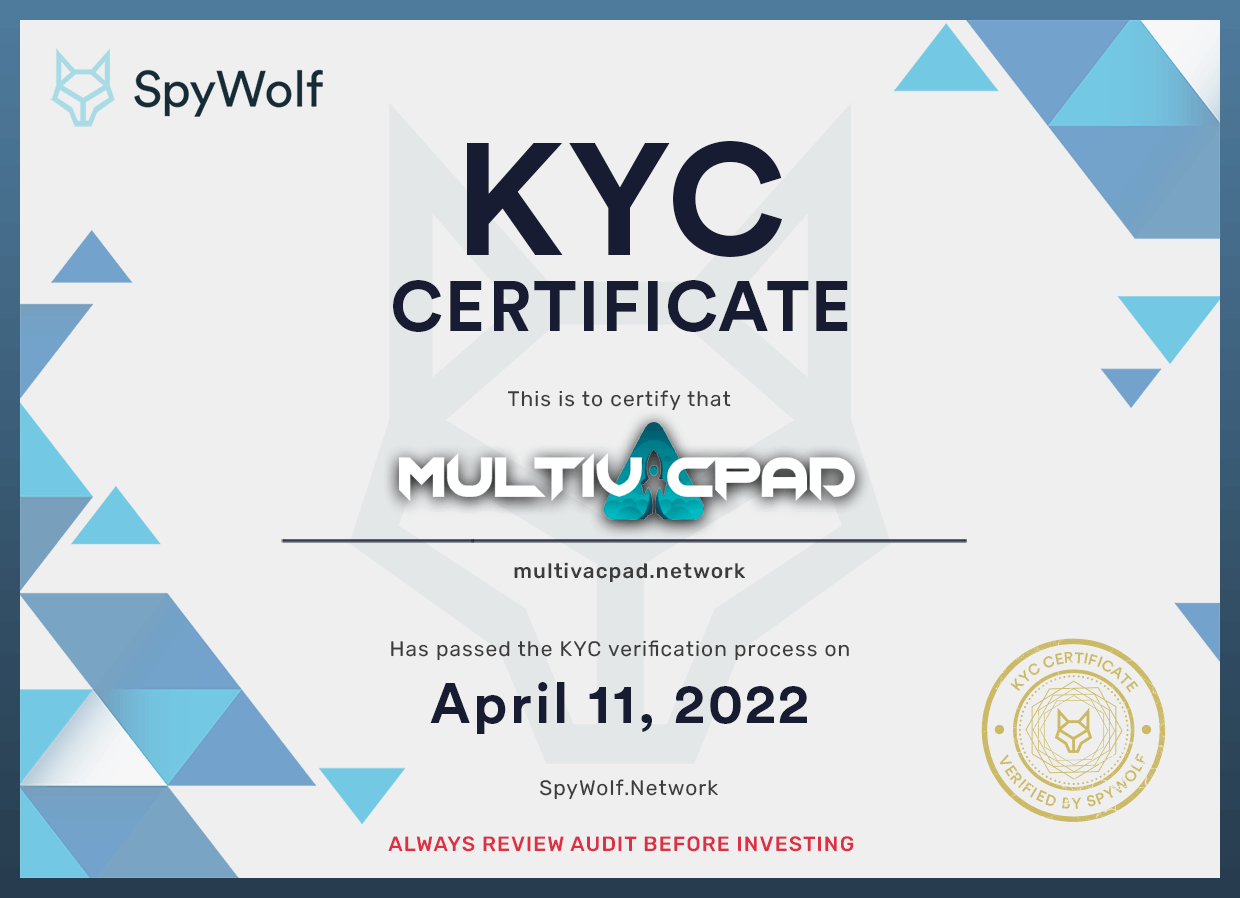 SpyWolf
KYC
CERTIFICATE
This is to certify that
MULTIVACPAD
multivacpad.network
Has passed the KYC verification process on
April 11, 2022
SpyWolf.Network
ALWAYS REVIEW AUDIT BEFORE INVESTING
KYC CERTIFICATE
VERIFIED BY SPYWOLF